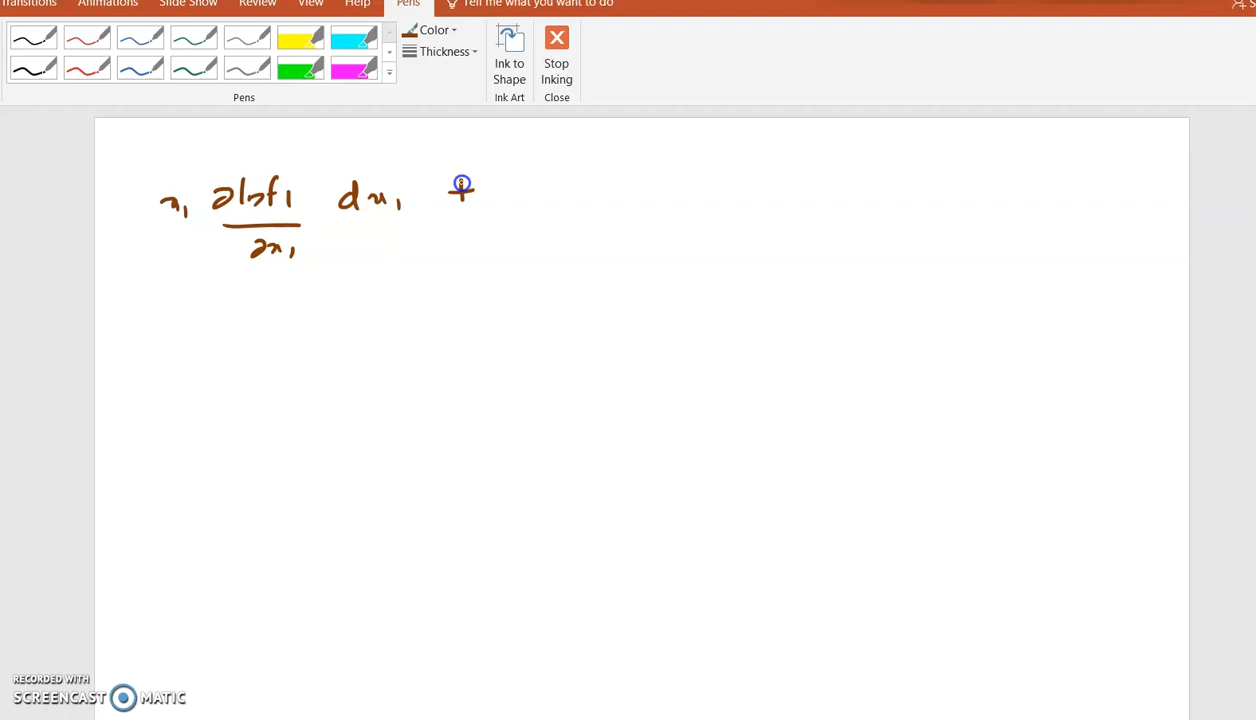 Transitions Animations Slide Show Review View Help Pens Tell me what you want to do S
Color
Thickness
Ink to Shape
Stop Inking
Pens Ink Art Close
x₁ ∂lnf₁ dx₁ +
∂x₁
RECORDED WITH
SCREENCAST MATIC